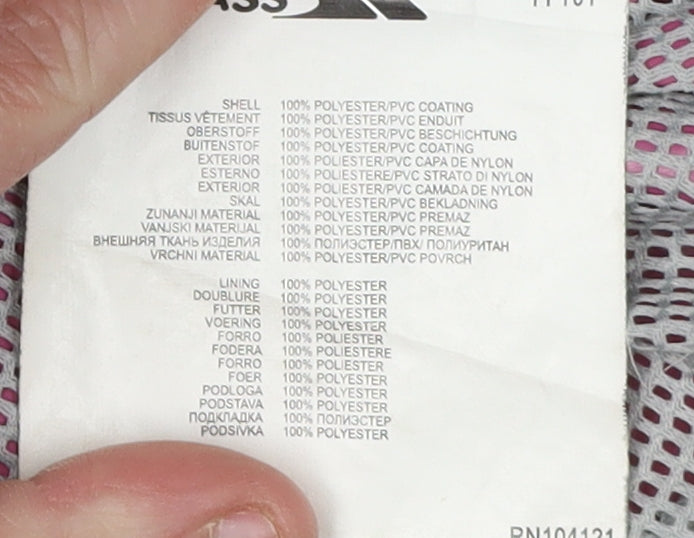 SHELL 100% POLYESTER/PVC COATING
TISSUS VÊTEMENT 100% POLYESTER/PVC ENDUIT
OBERSTOFF 100% POLYESTER/PVC BESCHICHTUNG
BUITENSTOF 100% POLYESTER/PVC COATING
EXTERIOR 100% POLIESTER/PVC CAPA DE NYLON
ESTERNO 100% POLIESTERE/PVC STRATO DI NYLON
EXTERIOR 100% POLIESTER/PVC CAMADA DE NYLON
SKAL 100% POLYESTER/PVC BEKLADNING
ZUNANJI MATERIAL 100% POLYESTER/PVC PREMAZ
VANJSKI MATERIJAL 100% POLYESTER/PVC PREMAZ
ВНЕШНЯЯ ТКАНЬ ИЗДЕЛИЯ 100% ПОЛИЭСТЕР/ПВХ/ ПОЛИУРИТАН
VRCHNI MATERIAL 100% POLYESTER/PVC POVRCH
LINING 100% POLYESTER
DOUBLURE 100% POLYESTER
FUTTER 100% POLYESTER
VOERING 100% POLYESTER
FORRO 100% POLIESTER
FODERA 100% POLIESTERE
FORRO 100% POLIESTER
FOER 100% POLYESTER
PODLOGA 100% POLYESTER
PODSTAVA 100% POLYESTER
ПОДКЛАДКА 100% ПОЛИЭСТЕР
PODSIVKA 100% POLYESTER
RN104121